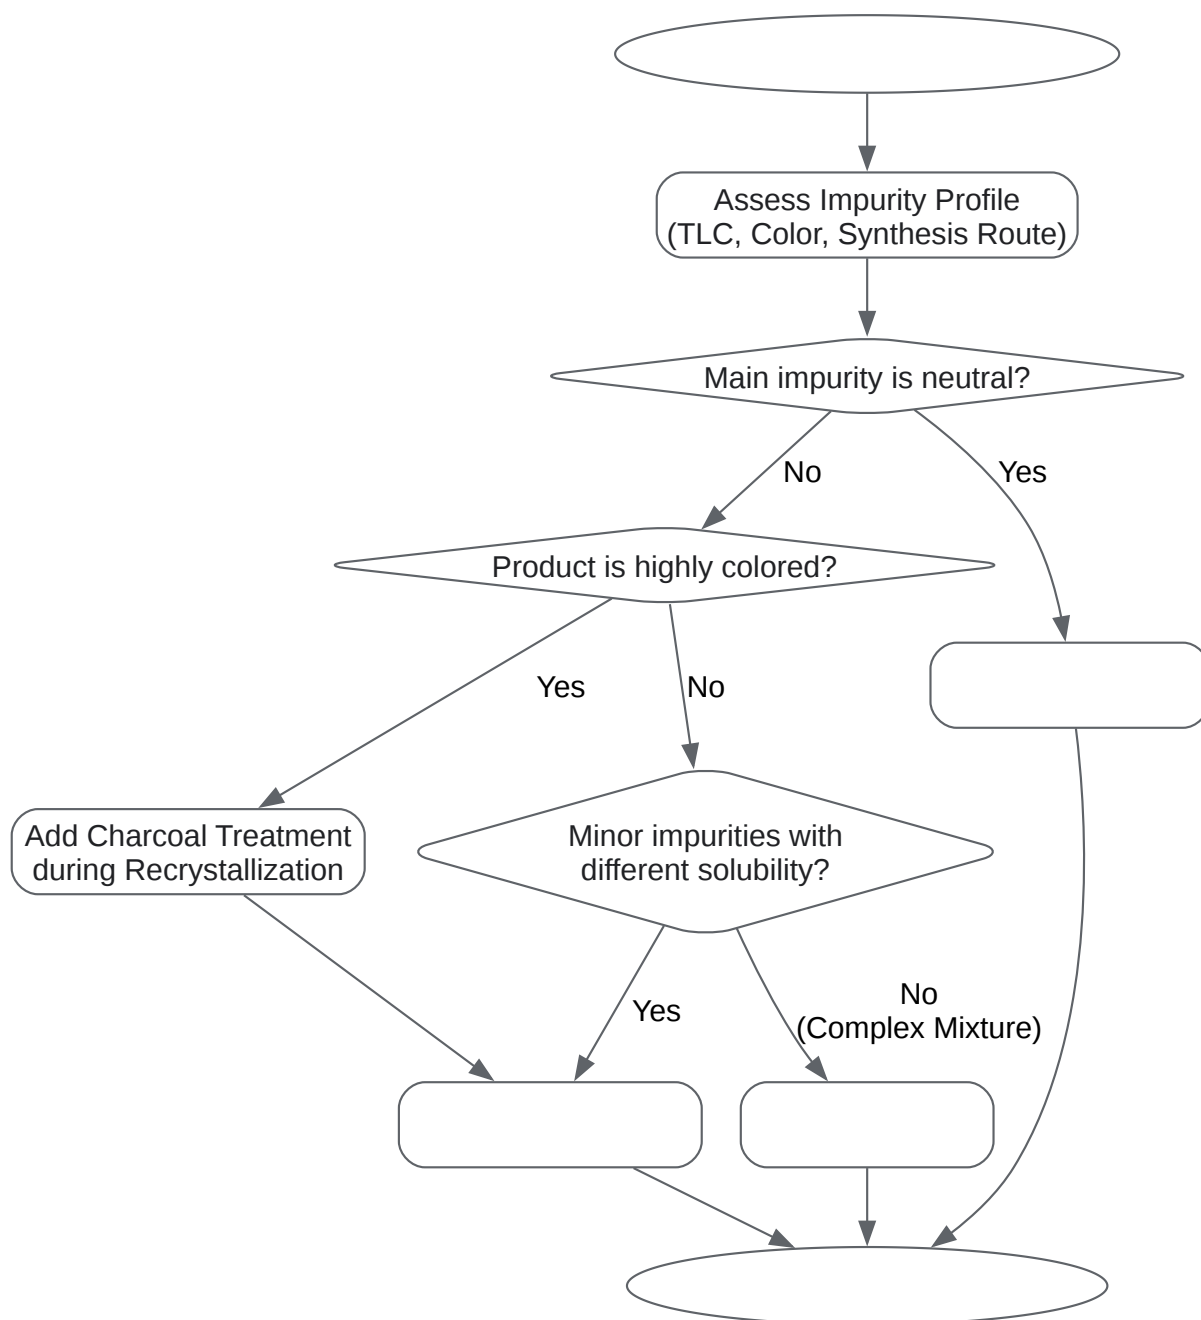 Assess Impurity Profile
(TLC, Color, Synthesis Route)
Main impurity is neutral?
No
Yes
Product is highly colored?
Yes
No
Add Charcoal Treatment
during Recrystallization
Minor impurities with
different solubility?
Yes
No
(Complex Mixture)